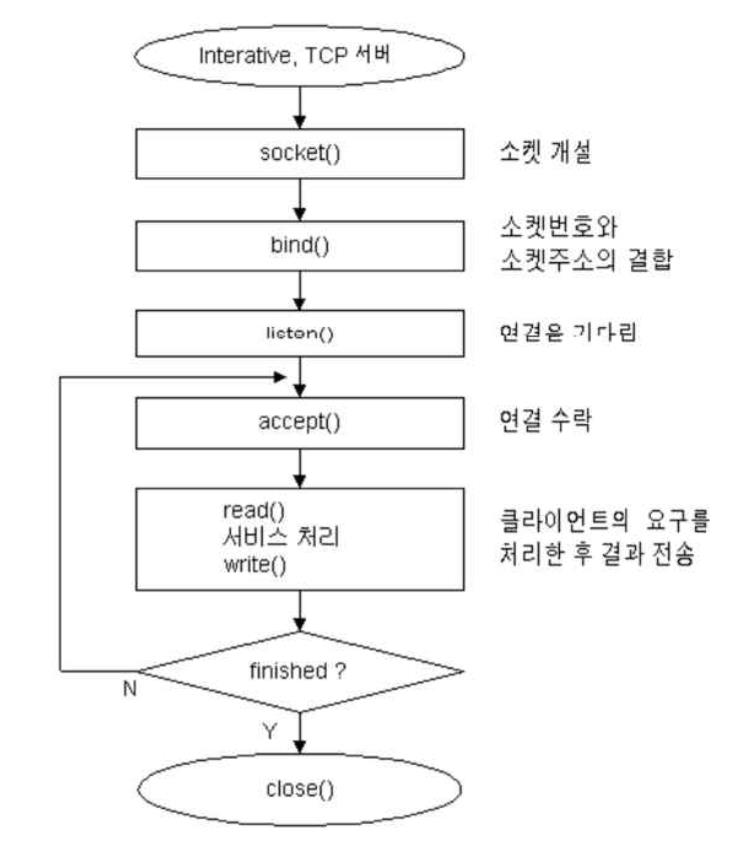 Interative, TCP 서버
socket()
소켓 개설
bind()
소켓번호와
소켓주소의 결합
listen()
연결을 기다림
accept()
연결 수락
read()
서비스 처리
write()
클라이언트의 요구를
처리한 후 결과 전송
finished ?
N
Y
close()